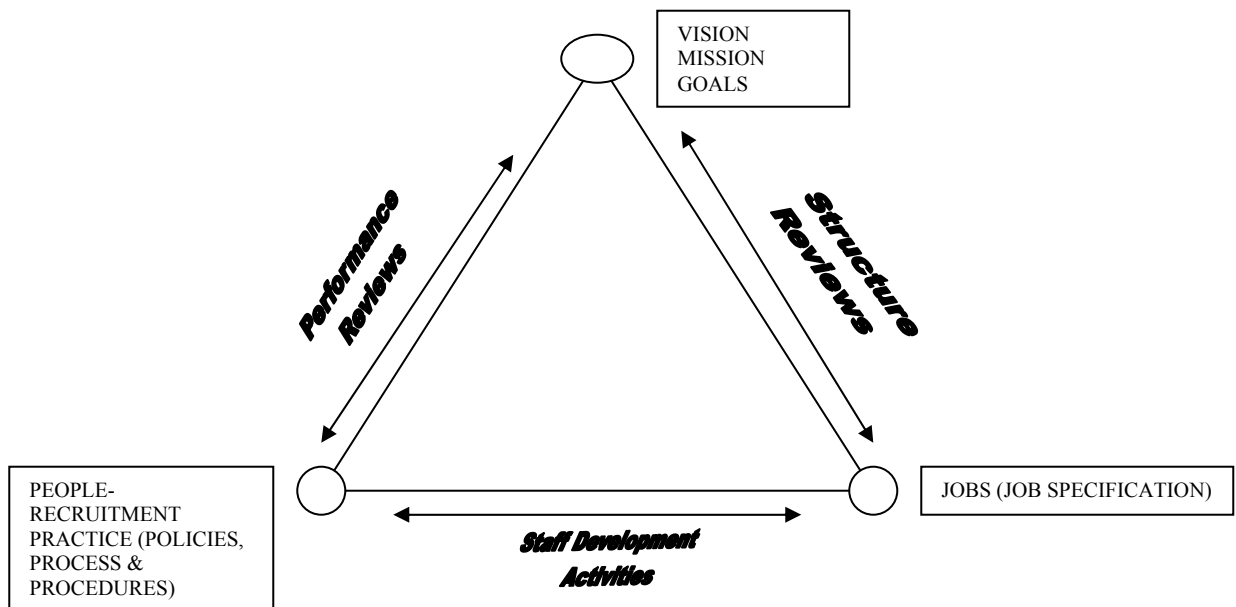 VISION
MISSION
GOALS
Performance
Reviews
Structure
Reviews
PEOPLE-
RECRUITMENT
PRACTICE (POLICIES,
PROCESS &
PROCEDURES)
JOBS (JOB SPECIFICATION)
Staff Development
Activities